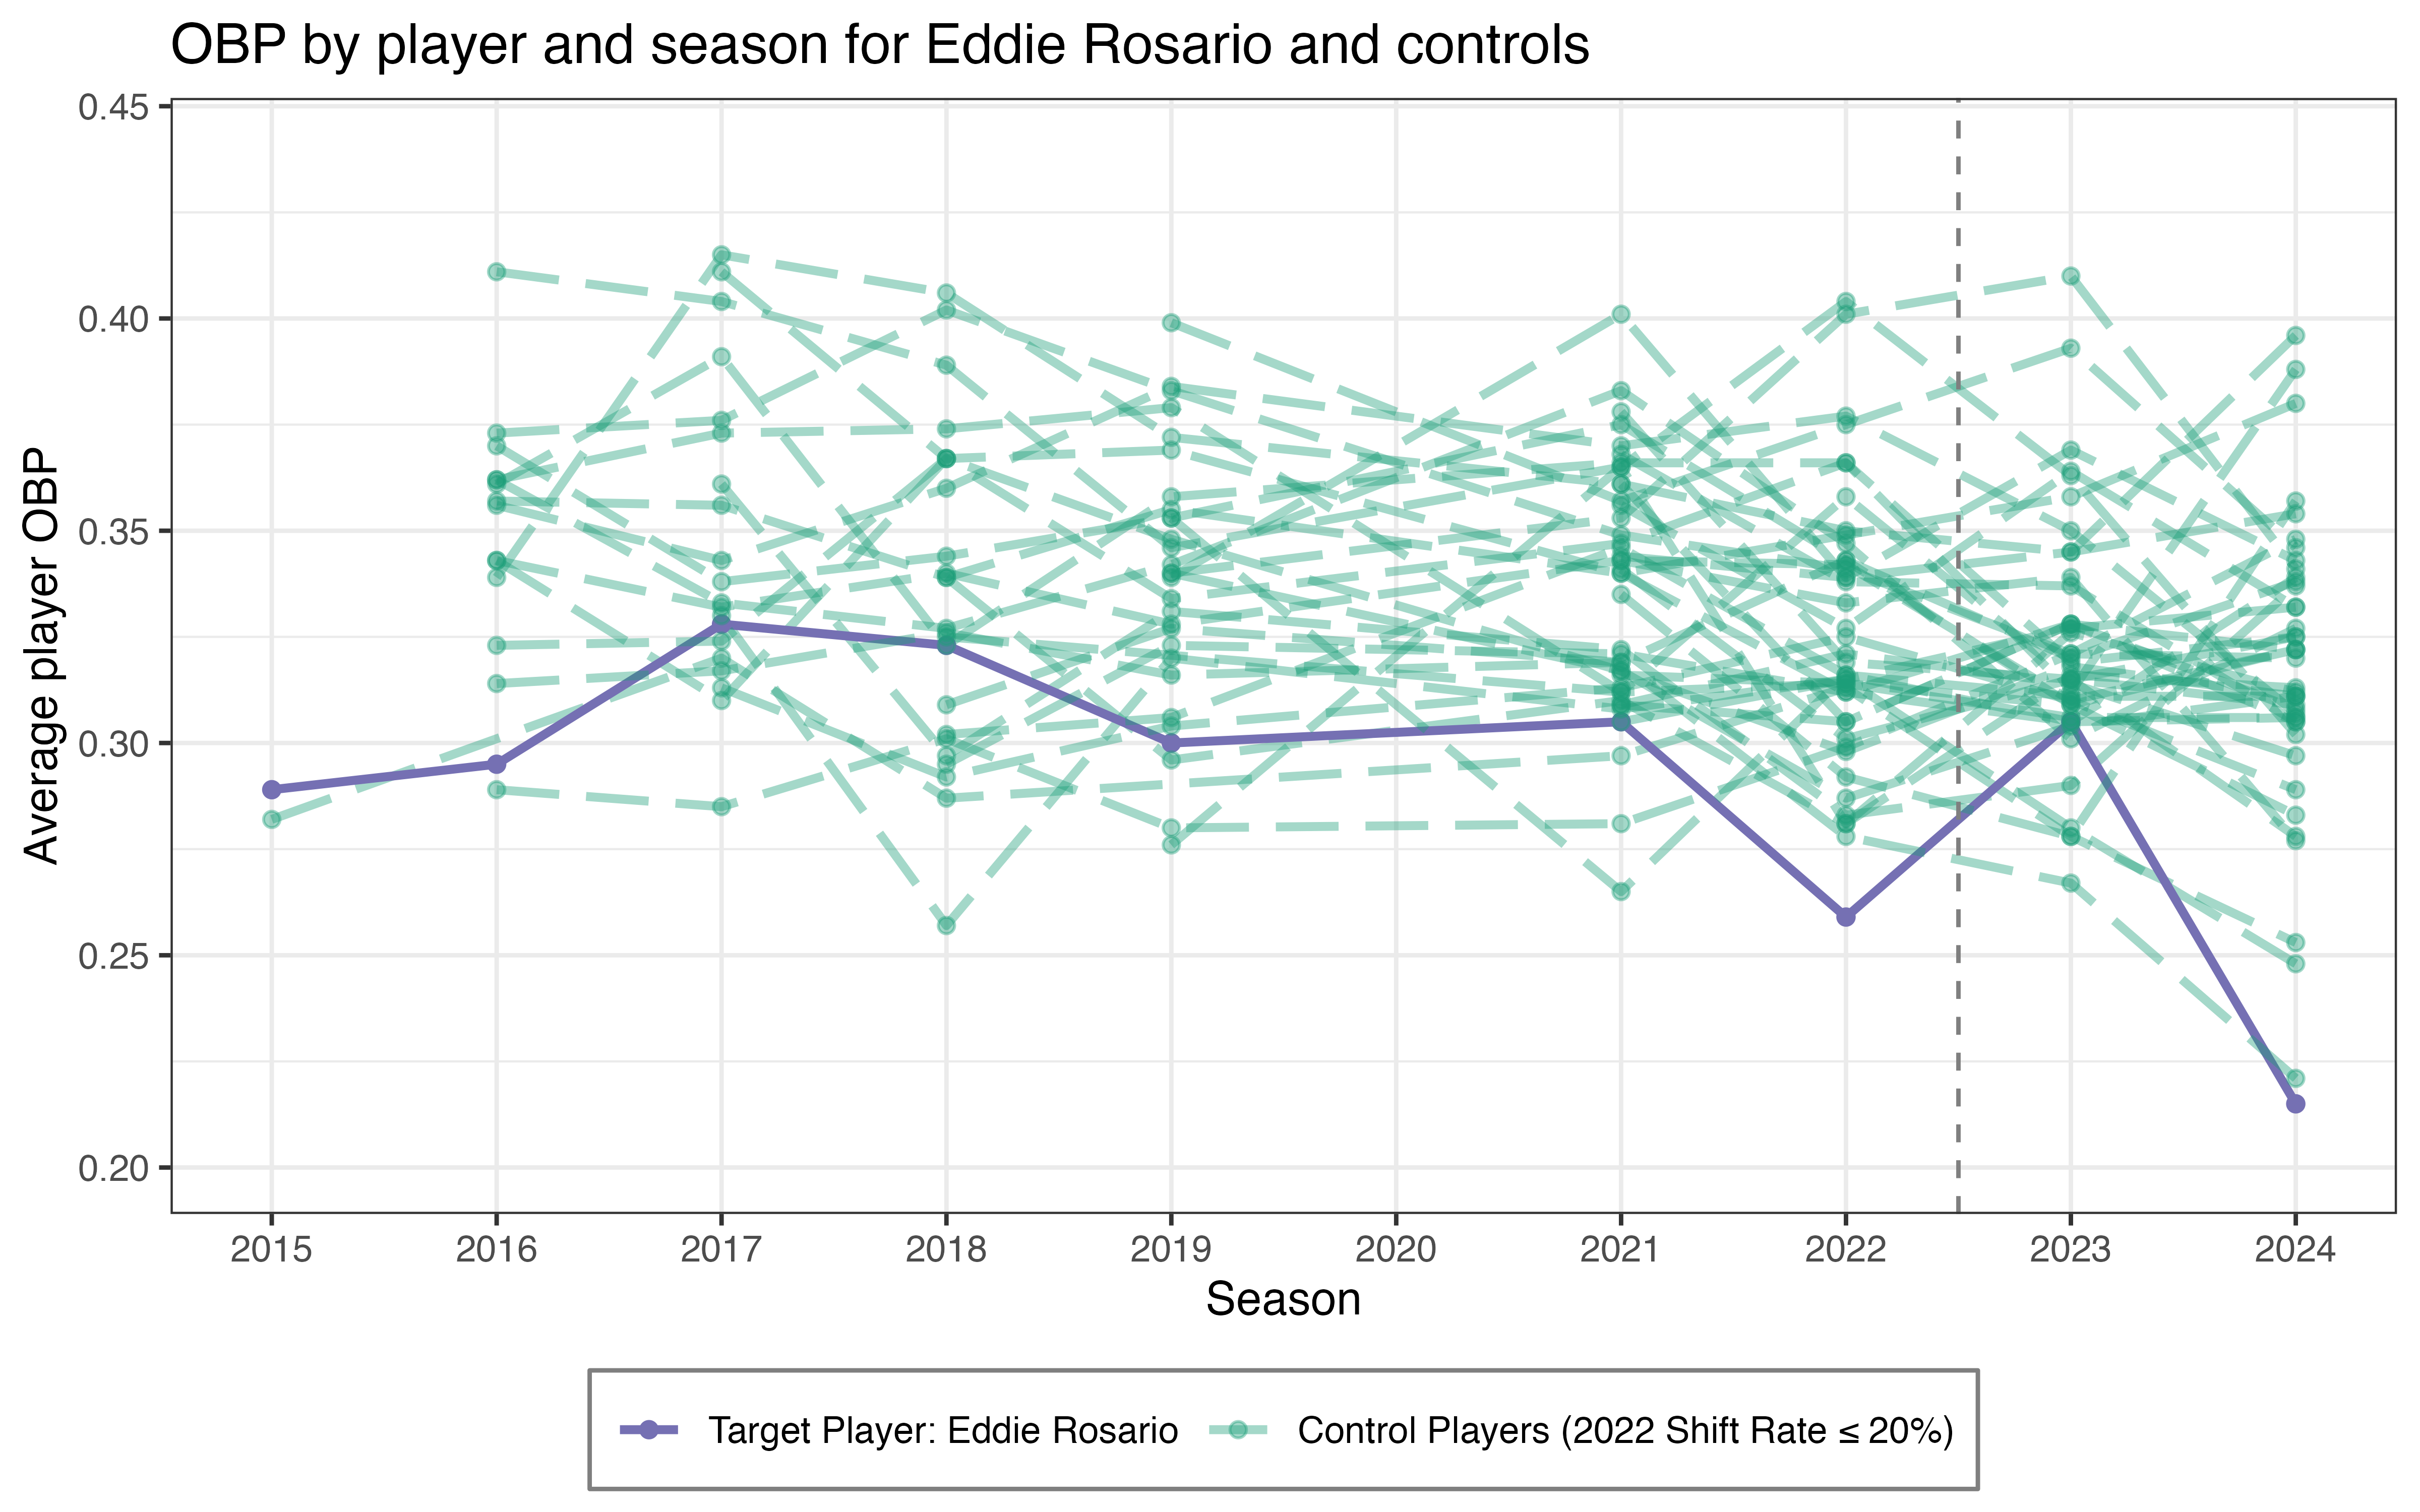 OBP by player and season for Eddie Rosario and controls
Average player OBP
0.45
0.40
0.35
0.30
0.25
0.20
2015 2016 2017 2018 2019 2020 2021 2022 2023 2024
Season
Target Player: Eddie Rosario Control Players (2022 Shift Rate ≤ 20%)